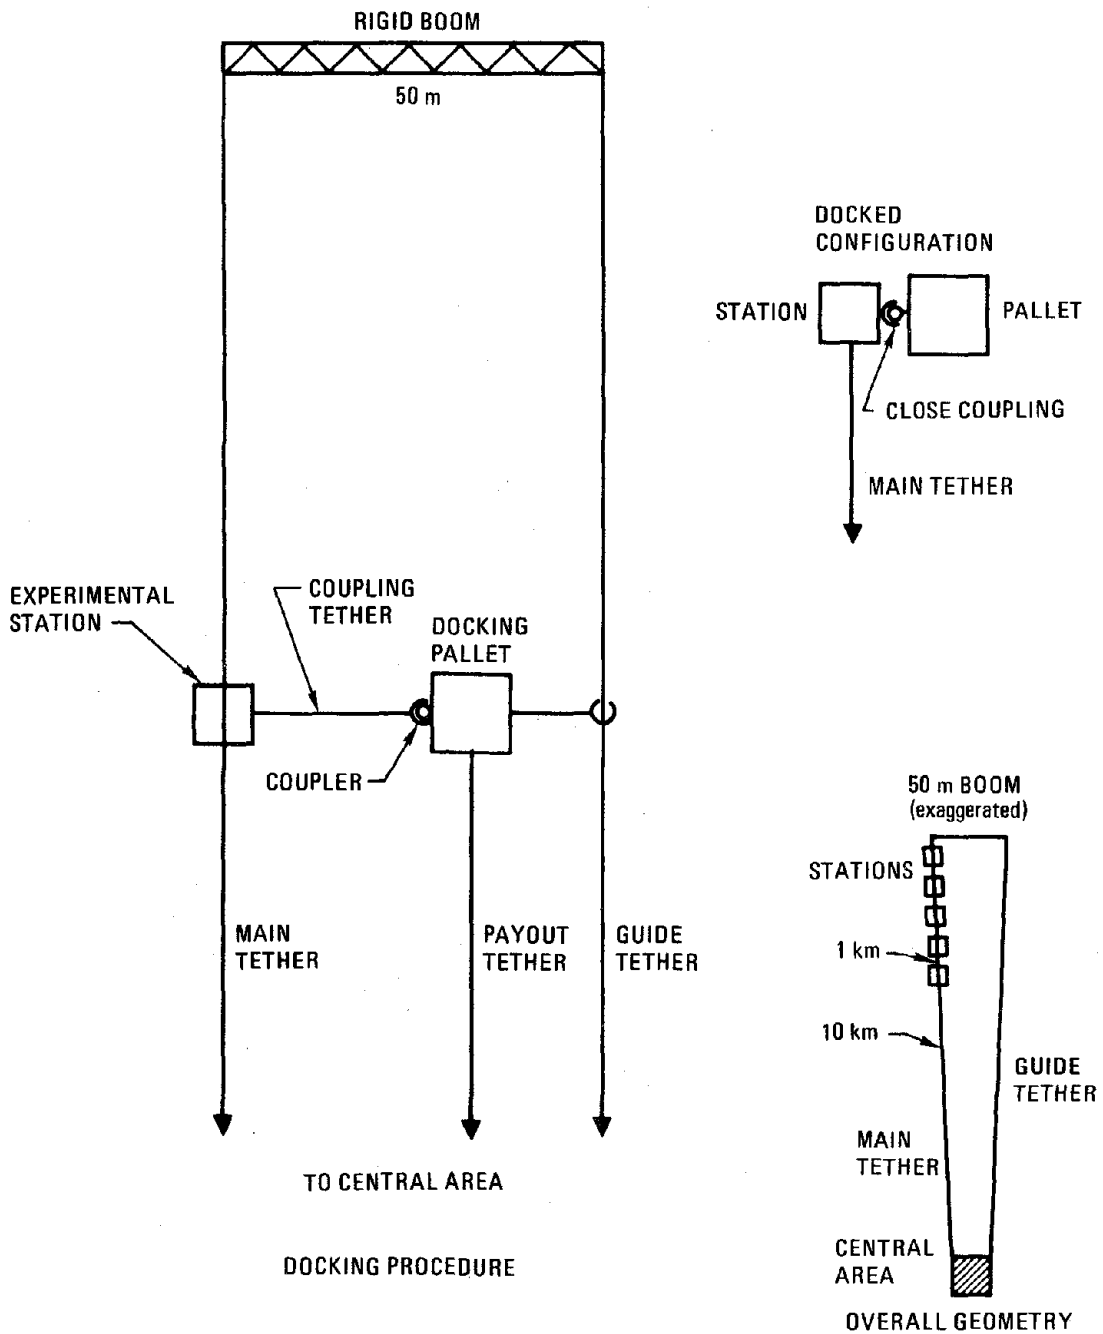 RIGID BOOM
50 m
DOCKED
CONFIGURATION
STATION
PALLET
CLOSE COUPLING
MAIN TETHER
EXPERIMENTAL
STATION
COUPLING
TETHER
DOCKING
PALLET
COUPLER
MAIN
TETHER
PAYOUT
TETHER
GUIDE
TETHER
TO CENTRAL AREA
DOCKING PROCEDURE
50 m BOOM
(exaggerated)
STATIONS
1 km
10 km
GUIDE
TETHER
MAIN
TETHER
CENTRAL
AREA
OVERALL GEOMETRY